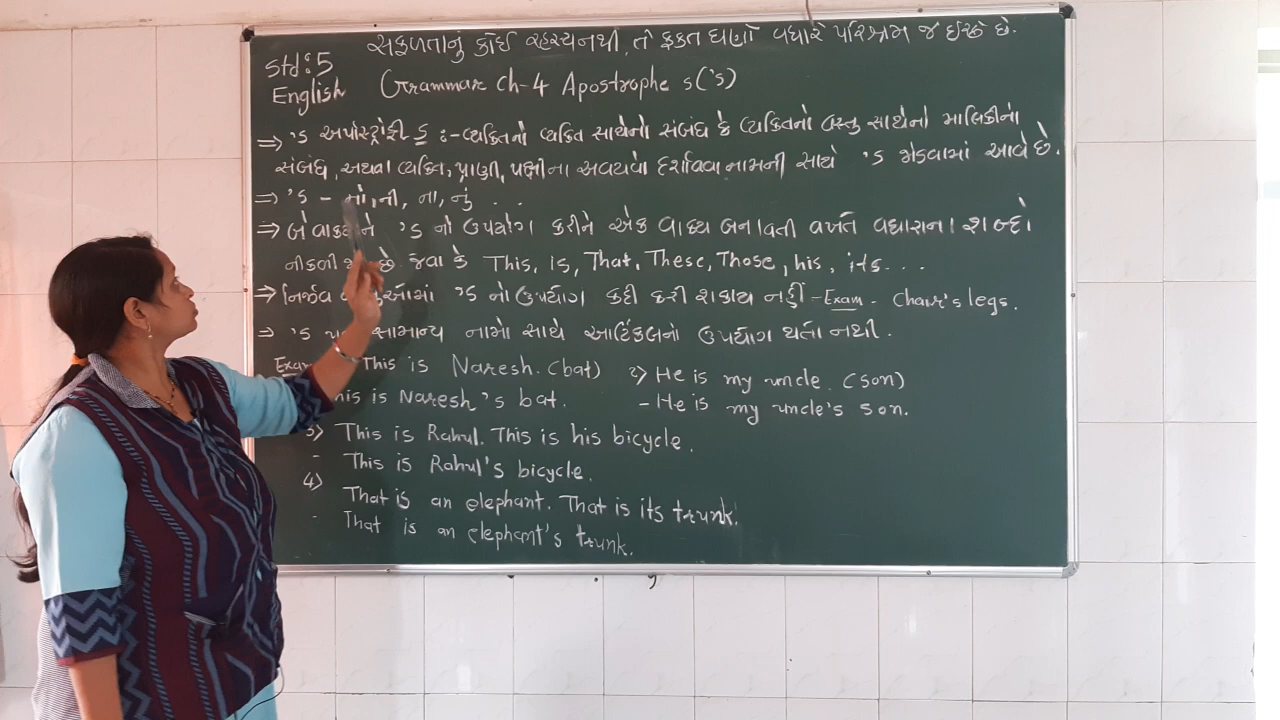 સફળતાનું કોઈ રહસ્ય નથી, તે ફક્ત ઘણો વધારે પરિશ્રમ જ ઈચ્છે છે.
Std:5
English Grammar Ch-4 Apostrophe s('s)
⇒ 's અપોસ્ટ્રોફી s :- વ્યક્તિનો વ્યક્તિ સાથેનો સંબંધ કે વ્યક્તિનો વસ્તુ સાથેનો માલિકીનો
સંબંધ, અથવા વ્યક્તિ, પ્રાણી, પક્ષીના અવયવો દર્શાવવા નામની સાથે 's જોડવામાં આવે છે.
⇒ 's - નો, ની, ના, નું . . .
⇒ બે 's નો ઉપયોગ કરીને એક વાક્ય બનાવતી વખતે વધારાના શબ્દો
નીકળી છે. જેવા કે This, is, That, These, Those, his, its. . .
⇒ નિર્જીવ 's નો ઉપયોગ કદી કરી શકાય નહીં - Exam - Chair's legs.
⇒ 's સામાન્ય નામો સાથે આર્ટિકલનો ઉપયોગ થતો નથી.
Exam This is Naresh. (bat) ૨) He is my uncle. (son)
is Naresh's bat. - He is my uncle's son.
3) This is Rahul. This is his bicycle.
- This is Rahul's bicycle.
4) That is an elephant. That is its trunk.
- That is an elephant's trunk.